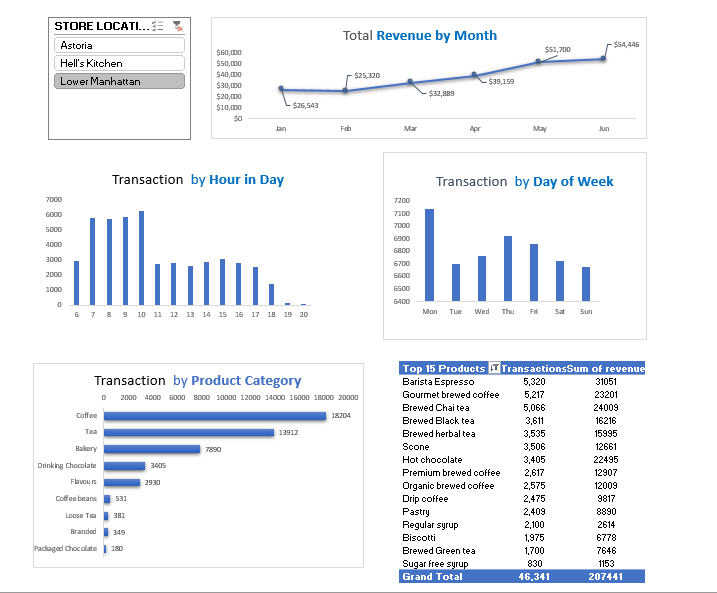 STORE LOCATI...
Astoria
Hell's Kitchen
Lower Manhattan
Total Revenue by Month
$60,000
$50,000
$40,000
$30,000
$20,000
$10,000
$0
$26,543
$25,320
$32,889
$39,159
$51,700
$54,446
Jan Feb Mar Apr May Jun
Transaction by Hour in Day
7000
6000
5000
4000
3000
2000
1000
0
6 7 8 9 10 11 12 13 14 15 16 17 18 19 20
Transaction by Day of Week
7200
7100
7000
6900
6800
6700
6600
6500
6400
Mon Tue Wed Thu Fri Sat Sun
Transaction by Product Category
0 2000 4000 6000 8000 10000 12000 14000 16000 18000 20000
Coffee 18204
Tea 13912
Bakery 7890
Drinking Chocolate 3405
Flavours 2930
Coffee beans 531
Loose Tea 381
Branded 349
Packaged Chocolate 180
Top 15 Products Transactions Sum of revenue
Barista Espresso 5,320 31051
Gourmet brewed coffee 5,217 23201
Brewed Chai tea 5,066 24009
Brewed Black tea 3,611 16216
Brewed herbal tea 3,535 15995
Scone 3,506 12661
Hot chocolate 3,405 22495
Premium brewed coffee 2,617 12907
Organic brewed coffee 2,575 12009
Drip coffee 2,475 9817
Pastry 2,409 8890
Regular syrup 2,100 2614
Biscotti 1,975 6778
Brewed Green tea 1,700 7646
Sugar free syrup 830 1153
Grand Total 46,341 207441